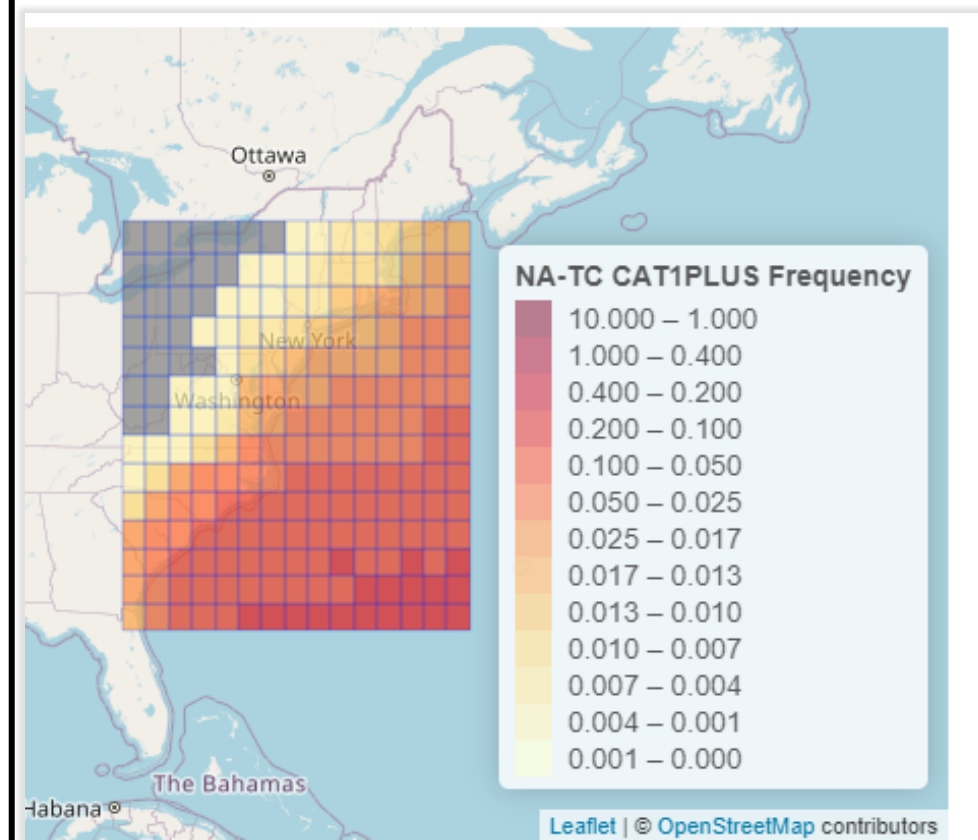 Ottawa
New York
Washington
NA-TC CAT1PLUS Frequency
10.000 – 1.000
1.000 – 0.400
0.400 – 0.200
0.200 – 0.100
0.100 – 0.050
0.050 – 0.025
0.025 – 0.017
0.017 – 0.013
0.013 – 0.010
0.010 – 0.007
0.007 – 0.004
0.004 – 0.001
0.001 – 0.000
The Bahamas
Habana
Leaflet | © OpenStreetMap contributors